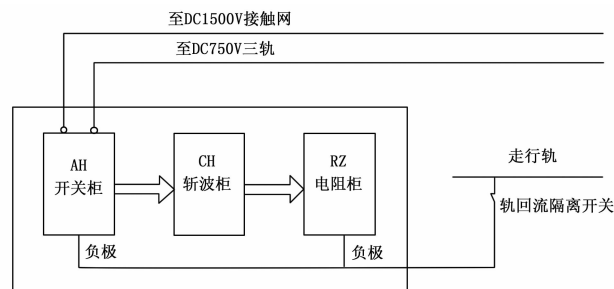 至DC1500V接触网
至DC750V三轨
AH
开关柜
CH
斩波柜
RZ
电阻柜
走行轨
轨回流隔离开关
负极
负极